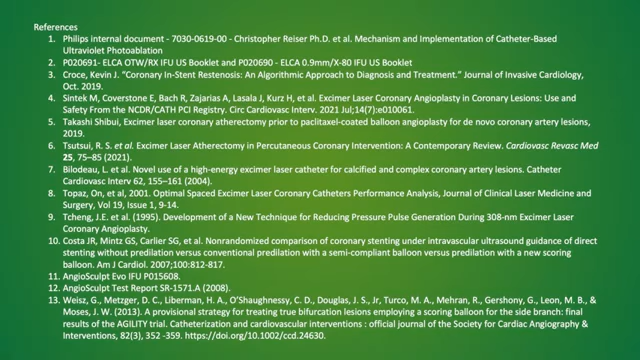 References
1. Philips internal document - 7030-0619-00 - Christopher Reiser Ph.D. et al. Mechanism and Implementation of Catheter-Based
Ultraviolet Photoablation
2. P020691- ELCA OTW/RX IFU US Booklet and P020690 - ELCA 0.9mm/X-80 IFU US Booklet
3. Croce, Kevin J. “Coronary In-Stent Restenosis: An Algorithmic Approach to Diagnosis and Treatment.” Journal of Invasive Cardiology,
Oct. 2019.
4. Sintek M, Coverstone E, Bach R, Zajarias A, Lasala J, Kurz H, et al. Excimer Laser Coronary Angioplasty in Coronary Lesions: Use and
Safety From the NCDR/CATH PCI Registry. Circ Cardiovasc Interv. 2021 Jul;14(7):e010061.
5. Takashi Shibui, Excimer laser coronary atherectomy prior to paclitaxel-coated balloon angioplasty for de novo coronary artery lesions,
2019.
6. Tsutsui, R. S. et al. Excimer Laser Atherectomy in Percutaneous Coronary Intervention: A Contemporary Review. Cardiovasc Revasc Med
25, 75–85 (2021).
7. Bilodeau, L. et al. Novel use of a high-energy excimer laser catheter for calcified and complex coronary artery lesions. Catheter
Cardiovasc Interv 62, 155–161 (2004).
8. Topaz, On, et al, 2001. Optimal Spaced Excimer Laser Coronary Catheters Performance Analysis, Journal of Clinical Laser Medicine and
Surgery, Vol 19, Issue 1, 9-14.
9. Tcheng, J.E. et al. (1995). Development of a New Technique for Reducing Pressure Pulse Generation During 308-nm Excimer Laser
Coronary Angioplasty.
10. Costa JR, Mintz GS, Carlier SG, et al. Nonrandomized comparison of coronary stenting under intravascular ultrasound guidance of direct
stenting without predilation versus conventional predilation with a semi-compliant balloon versus predilation with a new scoring
balloon. Am J Cardiol. 2007;100:812-817.
11. AngioSculpt Evo IFU P015608.
12. AngioSculpt Test Report SR-1571.A (2008).
13. Weisz, G., Metzger, D. C., Liberman, H. A., O’Shaughnessy, C. D., Douglas, J. S., Jr, Turco, M. A., Mehran, R., Gershony, G., Leon, M. B., &
Moses, J. W. (2013). A provisional strategy for treating true bifurcation lesions employing a scoring balloon for the side branch: final
results of the AGILITY trial. Catheterization and cardiovascular interventions : official journal of the Society for Cardiac Angiography &
Interventions, 82(3), 352 -359. https://doi.org/10.1002/ccd.24630.